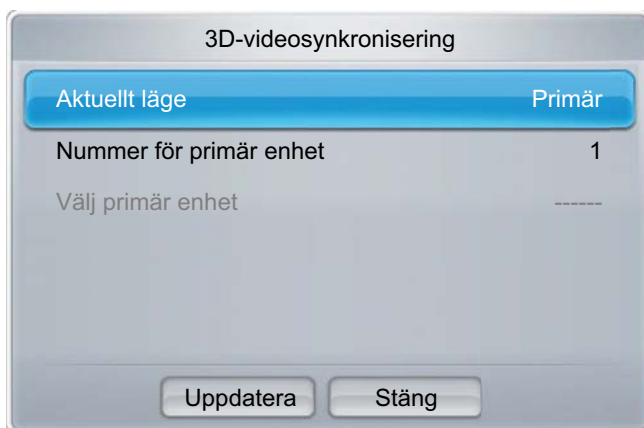 3D-videosynkronisering
Aktuellt läge Primär
Nummer för primär enhet 1
Välj primär enhet ------
Uppdatera Stäng